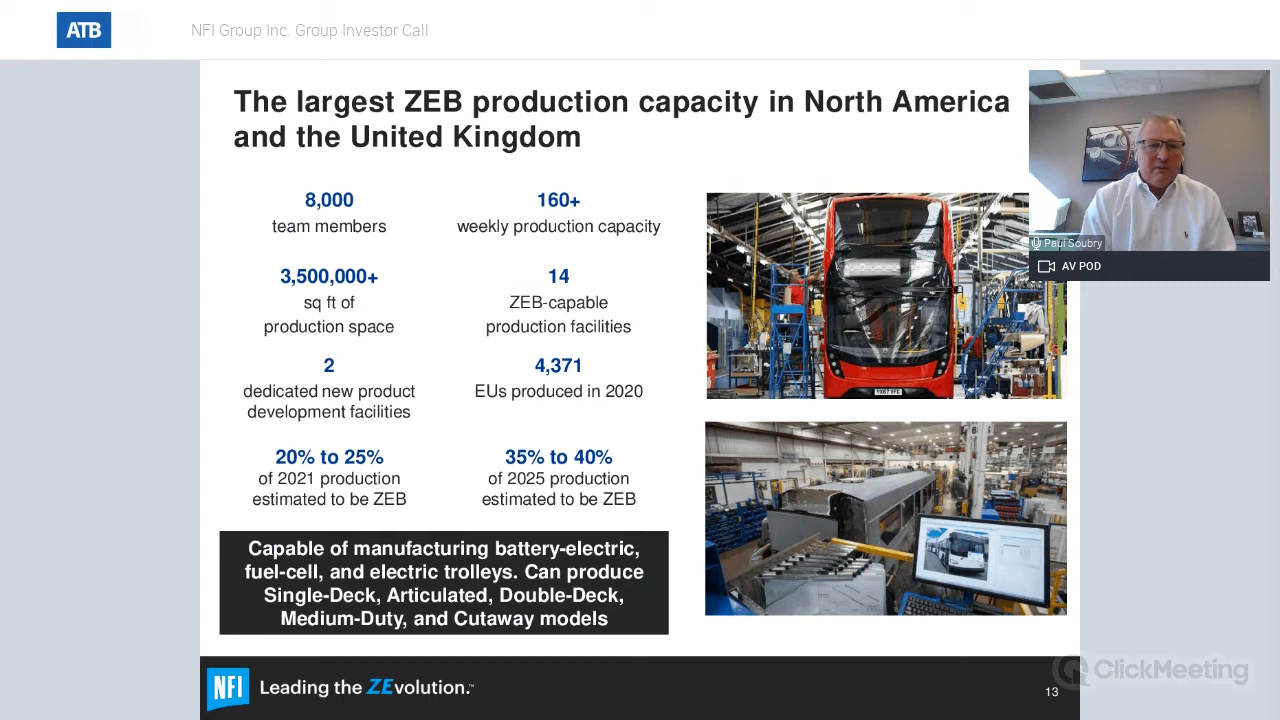 ATB
NFI Group Inc. Group Investor Call
The largest ZEB production capacity in North America
and the United Kingdom
8,000
team members
160+
weekly production capacity
3,500,000+
sq ft of
production space
14
ZEB-capable
production facilities
2
dedicated new product
development facilities
4,371
EUs produced in 2020
20% to 25%
of 2021 production
estimated to be ZEB
35% to 40%
of 2025 production
estimated to be ZEB
Capable of manufacturing battery-electric,
fuel-cell, and electric trolleys. Can produce
Single-Deck, Articulated, Double-Deck,
Medium-Duty, and Cutaway models
Paul Soubry
AV POD
NFI
Leading the ZEvolution.™
13
ClickMeeting